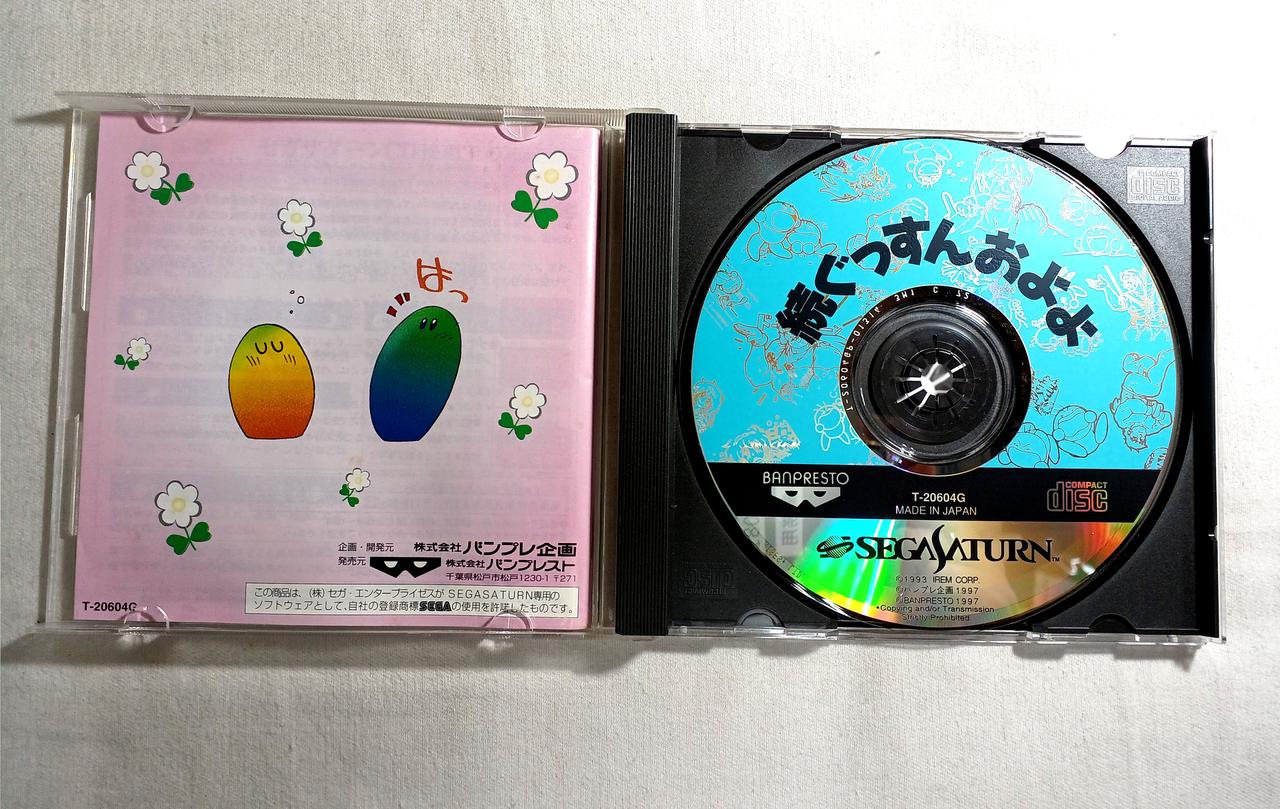 はっ
企画・開発元 株式会社バンプレ企画
発売元 株式会社バンプレスト
千葉県松戸市松戸1230-1 〒271
この商品は、(株)セガ・エンタープライゼスが SEGASATURN専用の
ソフトウェアとして、自社の登録商標SEGAの使用を許諾したものです。
T-20604G
続ぐっすんおよよ
BANPRESTO
T-20604G
MADE IN JAPAN
COMPACT
disc
SEGA SATURN™
©1993 IREM CORP.
©バンプレ企画 1997
©BANPRESTO 1997
•Copying and/or Transmission
Strictly Prohibited.
COMPACT
disc
DIGITAL AUDIO